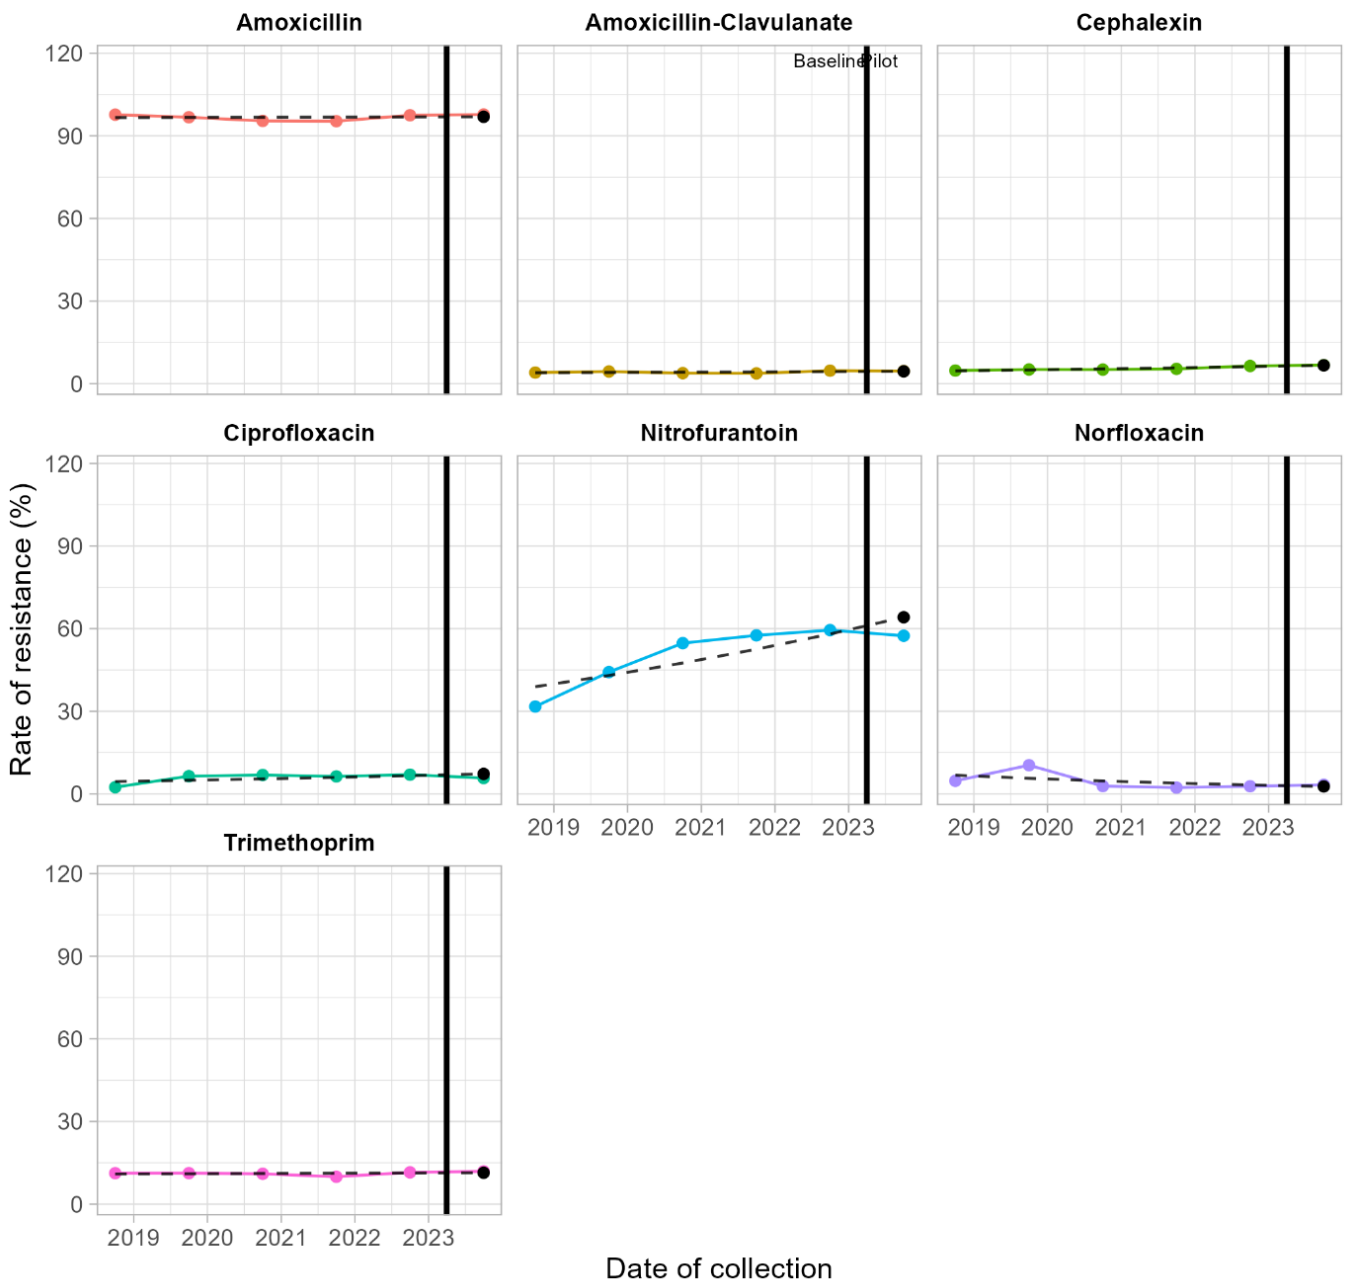 Amoxicillin
Amoxicillin-Clavulanate
Cephalexin
120
90
60
30
0
Baseline
Pilot
Ciprofloxacin
Nitrofurantoin
Norfloxacin
Rate of resistance (%)
120
90
60
30
0
2019 2020 2021 2022 2023
2019 2020 2021 2022 2023
Trimethoprim
120
90
60
30
0
2019 2020 2021 2022 2023
Date of collection